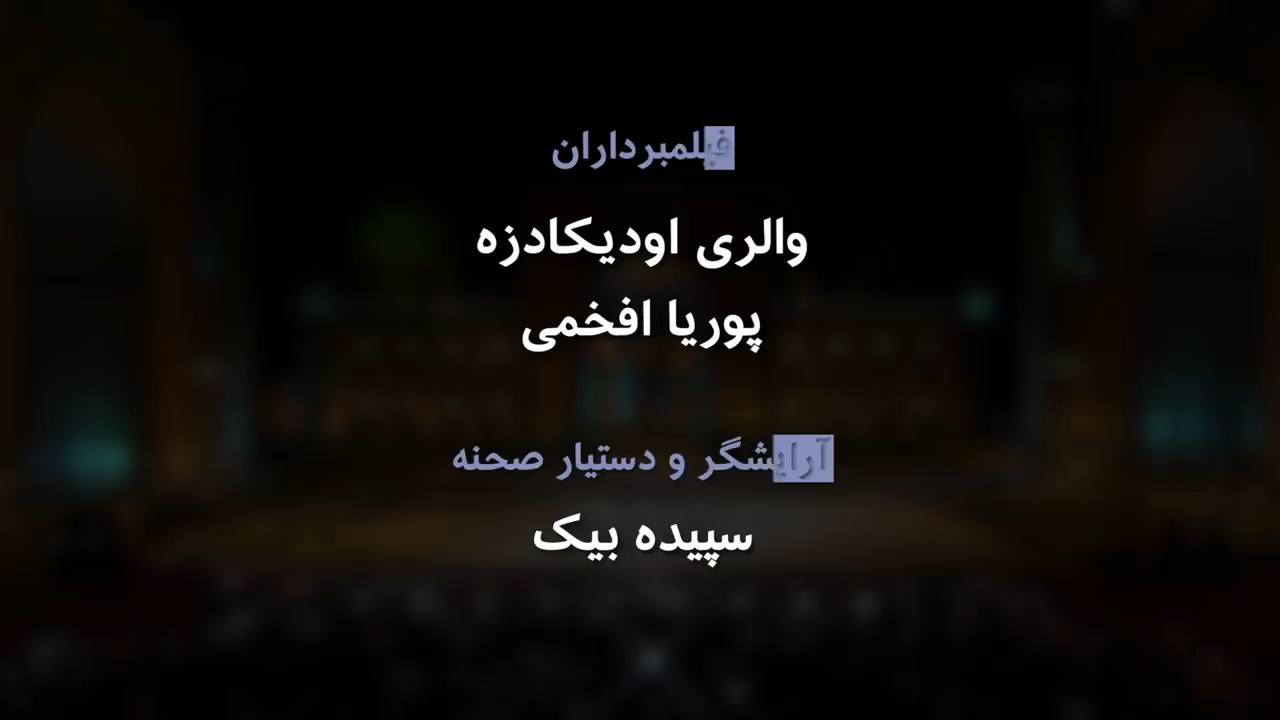 فیلمبرداران
والری اودیکادزه
پوریا افخمی
آرایشگر و دستیار صحنه
سپیده بیک